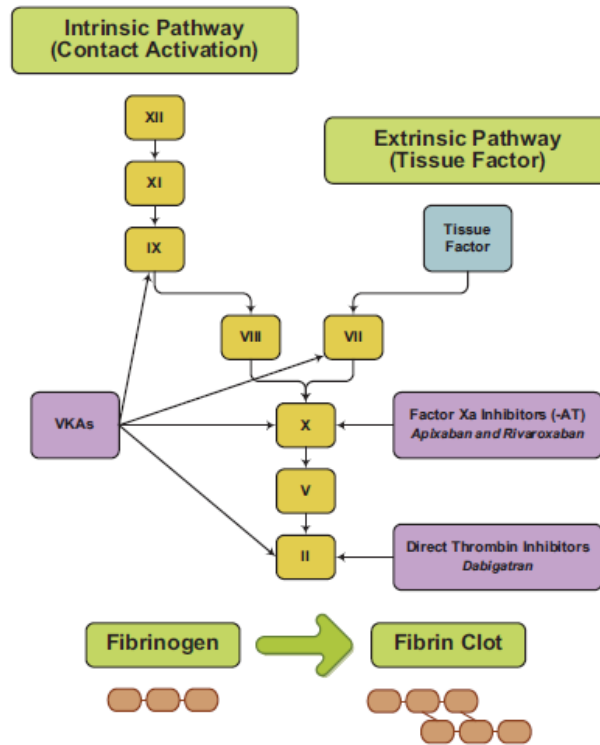 Intrinsic Pathway
(Contact Activation)
XII
Extrinsic Pathway
(Tissue Factor)
XI
Tissue
Factor
IX
VIII
VII
VKAs
X
Factor Xa Inhibitors (-AT)
Apixaban and Rivaroxaban
V
II
Direct Thrombin Inhibitors
Dabigatran
Fibrinogen
Fibrin Clot